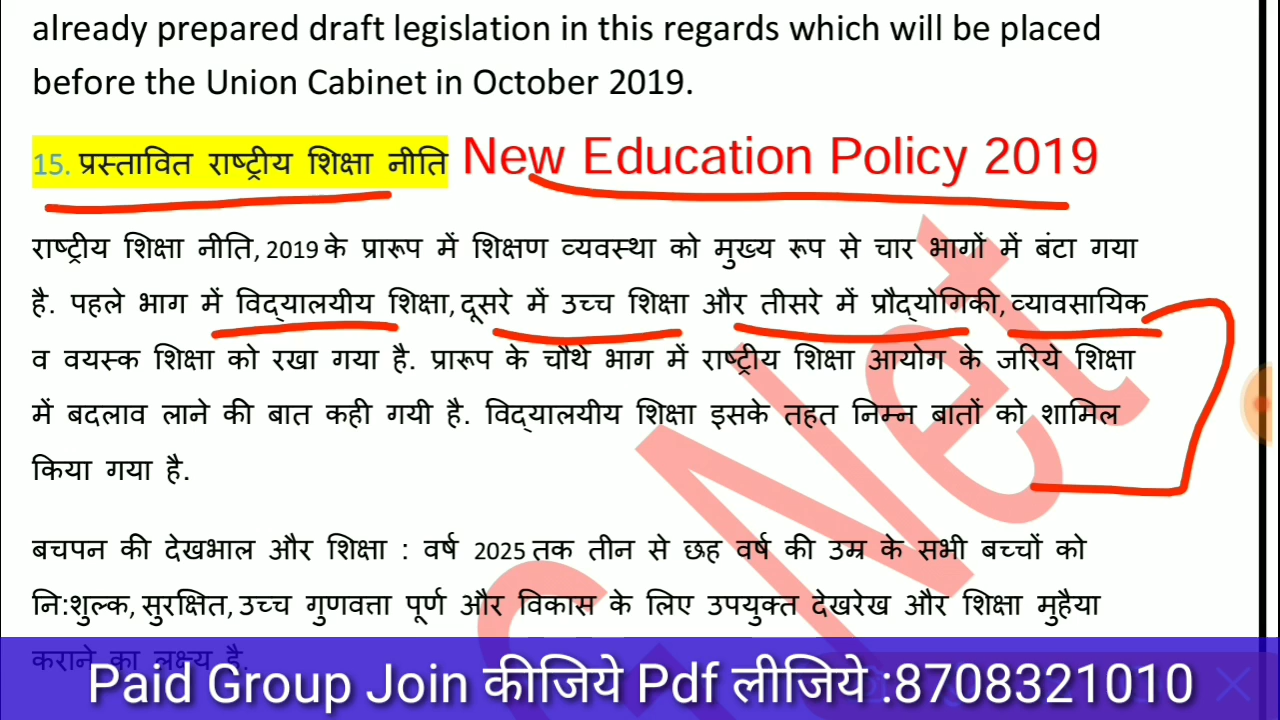 already prepared draft legislation in this regards which will be placed
before the Union Cabinet in October 2019.
15. प्रस्तावित राष्ट्रीय शिक्षा नीति New Education Policy 2019
राष्ट्रीय शिक्षा नीति, 2019 के प्रारूप में शिक्षण व्यवस्था को मुख्य रूप से चार भागों में बंटा गया
है. पहले भाग में विद्यालयीय शिक्षा, दूसरे में उच्च शिक्षा और तीसरे में प्रौद्योगिकी, व्यावसायिक
व वयस्क शिक्षा को रखा गया है. प्रारूप के चौथे भाग में राष्ट्रीय शिक्षा आयोग के जरिये शिक्षा
में बदलाव लाने की बात कही गयी है. विद्यालयीय शिक्षा इसके तहत निम्न बातों को शामिल
किया गया है.
बचपन की देखभाल और शिक्षा : वर्ष 2025 तक तीन से छह वर्ष की उम्र के सभी बच्चों को
नि:शुल्क, सुरक्षित, उच्च गुणवत्ता पूर्ण और विकास के लिए उपयुक्त देखरेख और शिक्षा मुहैया
कराने का लक्ष्य है.
Paid Group Join कीजिये Pdf लीजिये :8708321010